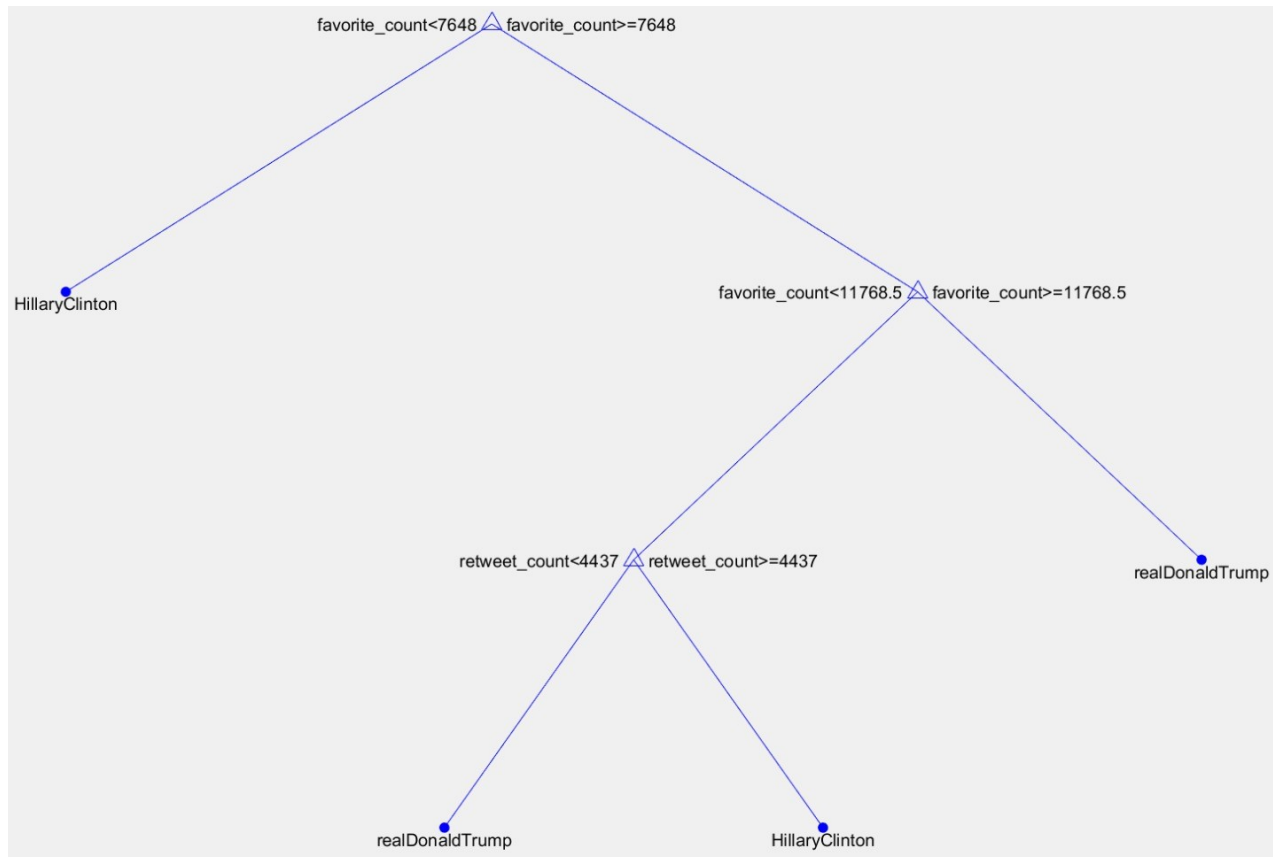 favorite_count<7648 favorite_count>=7648
HillaryClinton
favorite_count<11768.5 favorite_count>=11768.5
retweet_count<4437 retweet_count>=4437
realDonaldTrump
realDonaldTrump
HillaryClinton